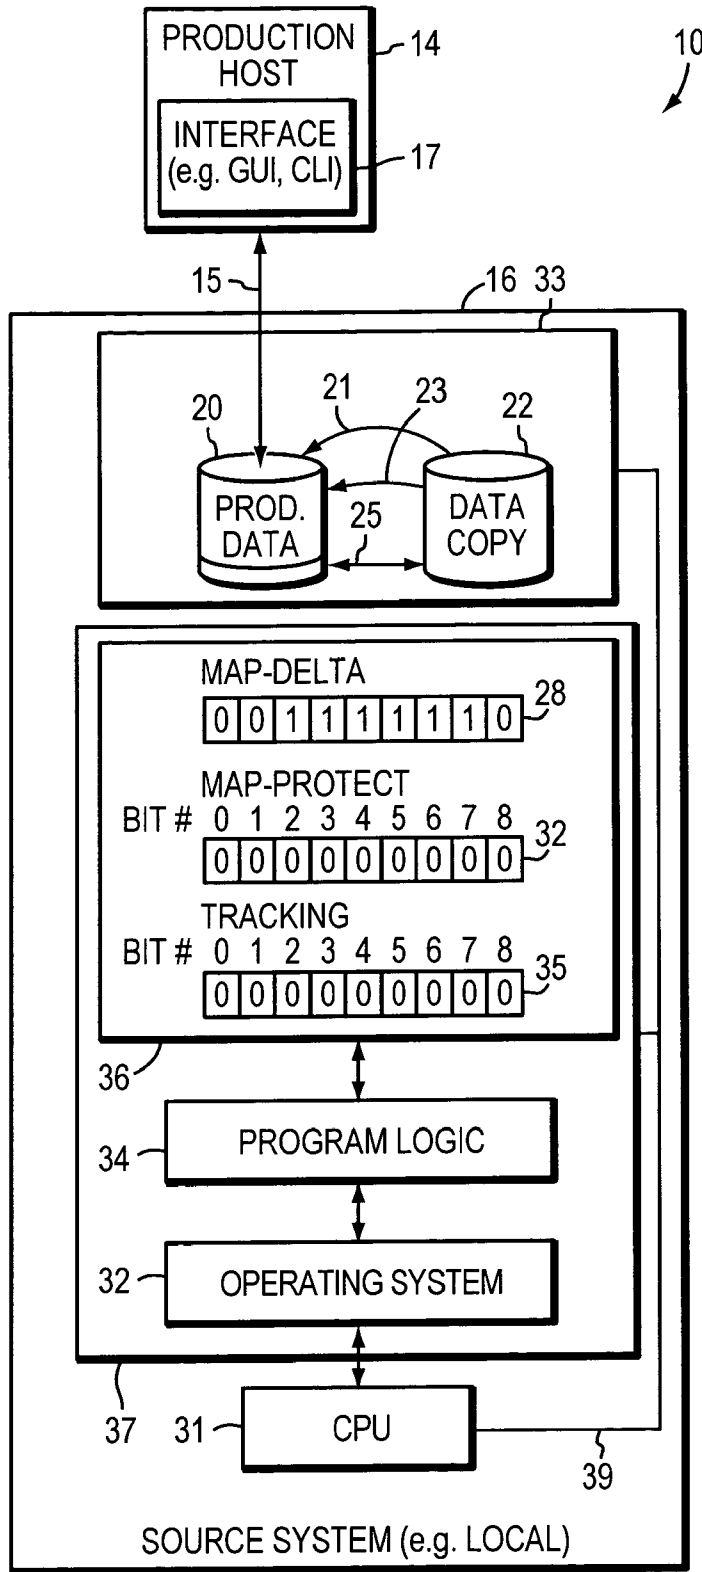 PRODUCTION
HOST
14
10
INTERFACE
(e.g. GUI, CLI)
17
15
16
33
20
21
23
22
PROD.
DATA
25
DATA
COPY
MAP-DELTA
0 0 1 1 1 1 1 1 0
28
MAP-PROTECT
BIT # 0 1 2 3 4 5 6 7 8
0 0 0 0 0 0 0 0 0
32
TRACKING
BIT # 0 1 2 3 4 5 6 7 8
0 0 0 0 0 0 0 0 0
35
36
PROGRAM LOGIC
34
OPERATING SYSTEM
32
37
31
CPU
39
SOURCE SYSTEM (e.g. LOCAL)